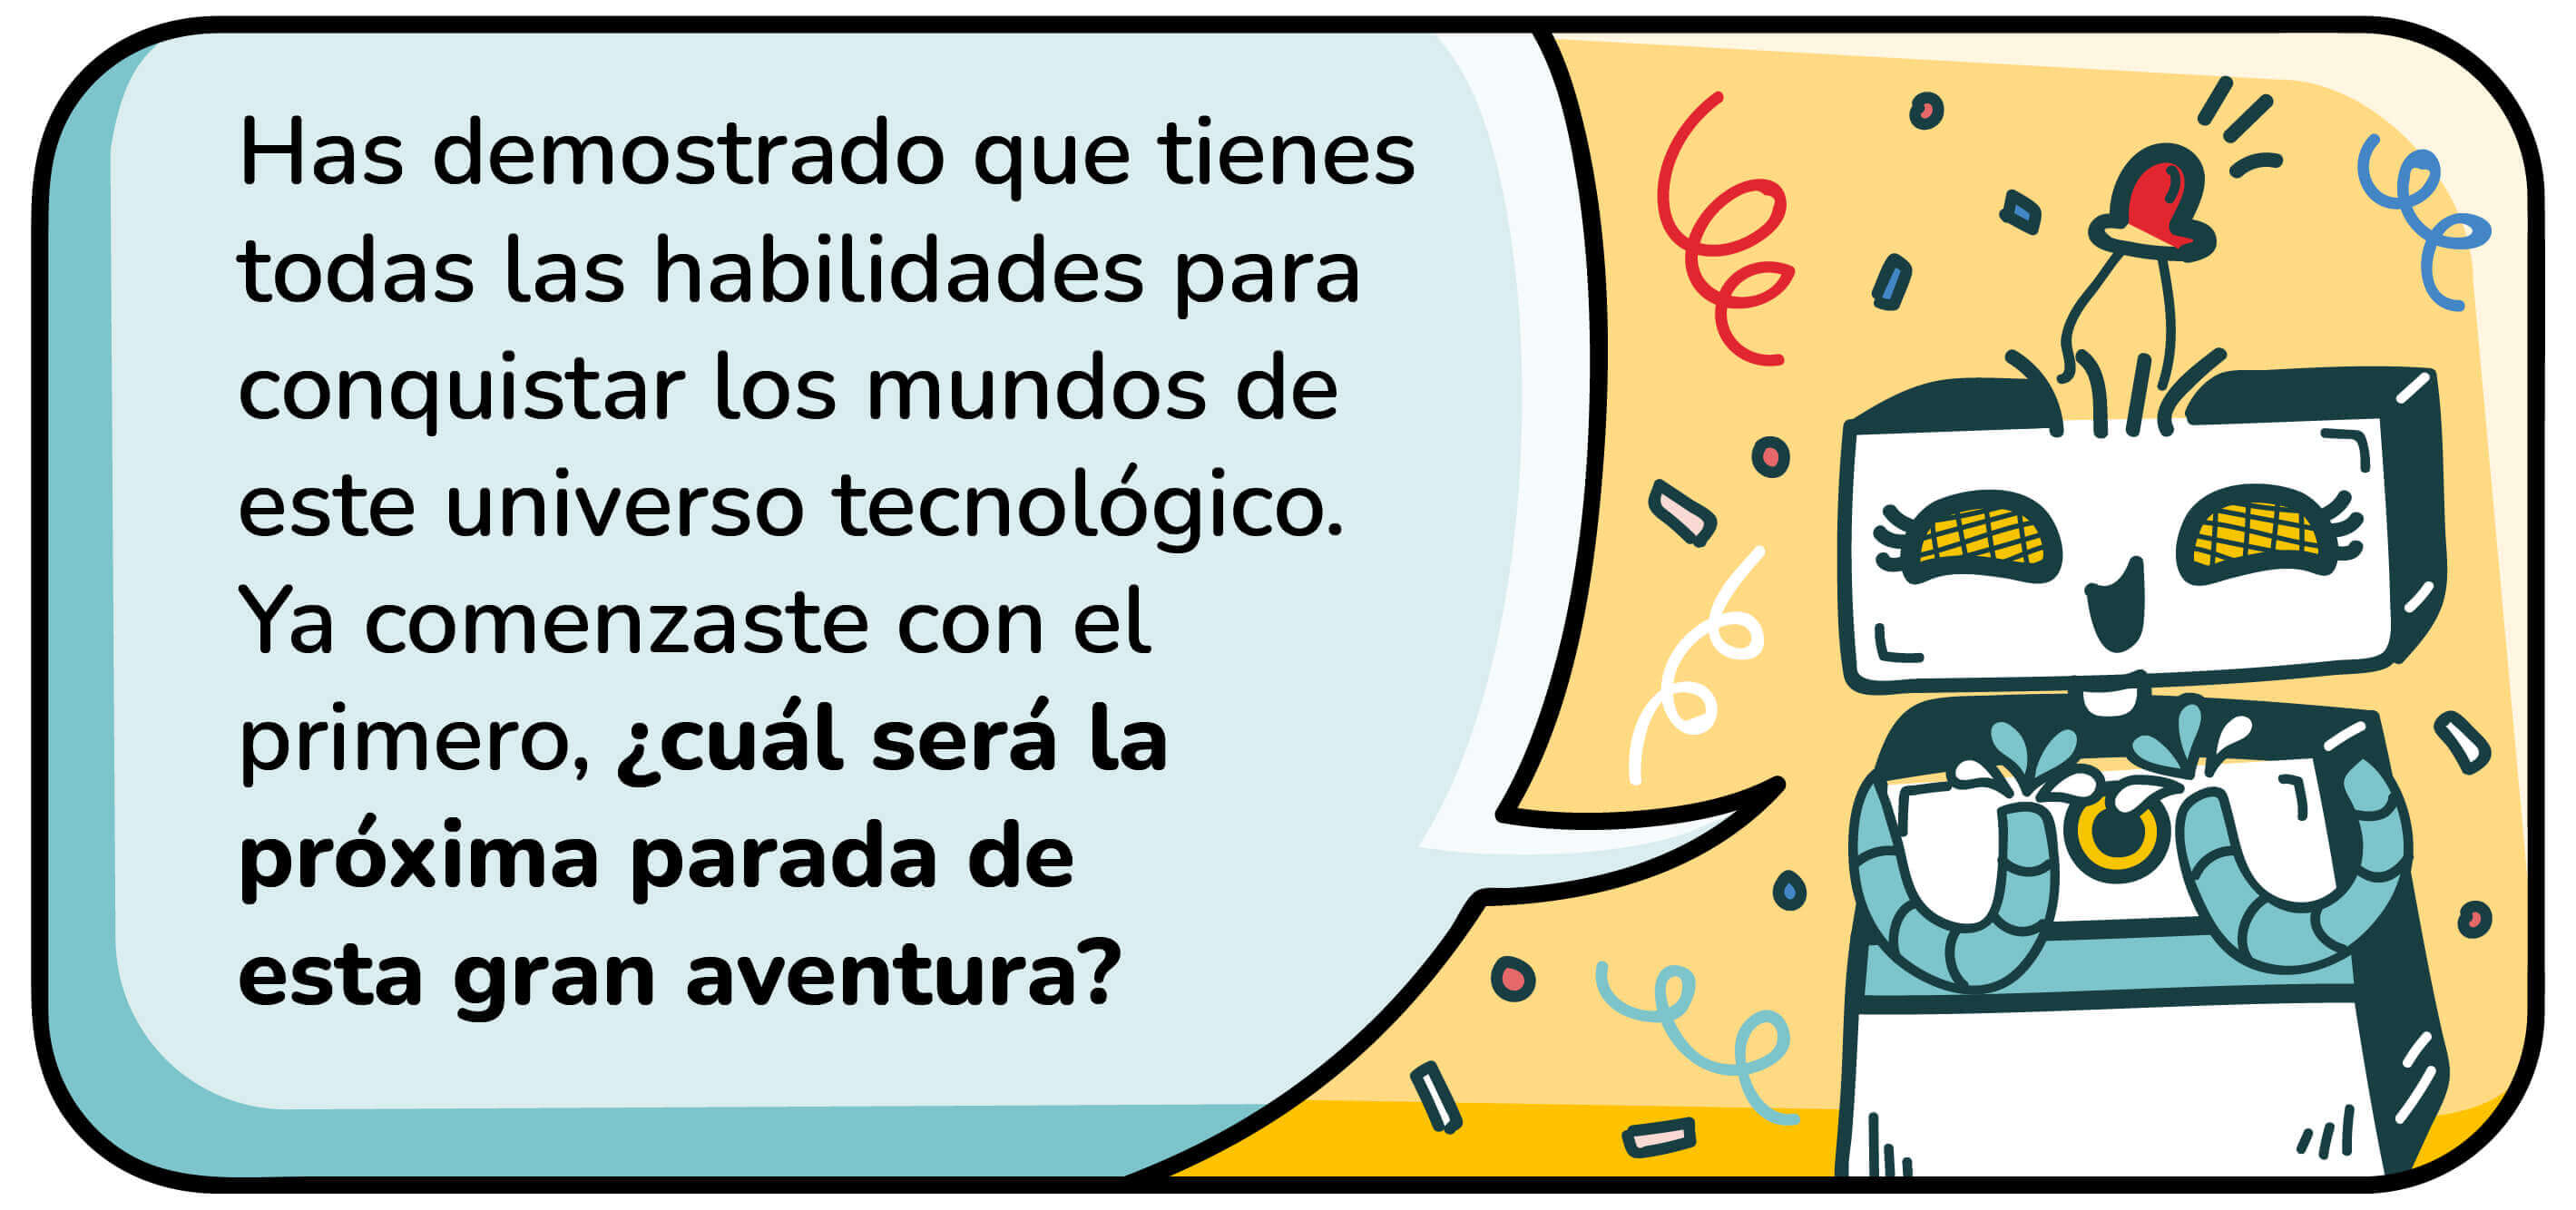 Has demostrado que tienes
todas las habilidades para
conquistar los mundos de
este universo tecnológico.
Ya comenzaste con el
primero, ¿cuál será la
próxima parada de
esta gran aventura?